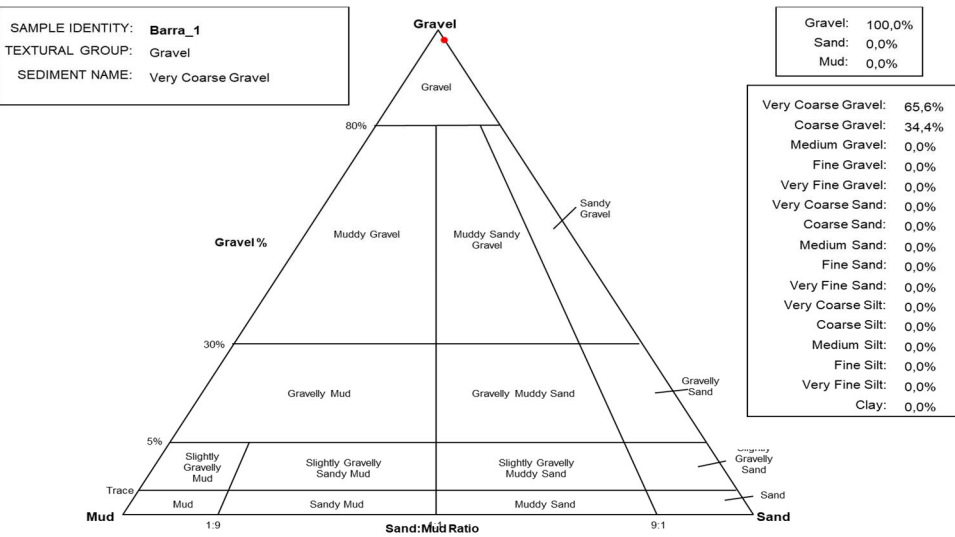 SAMPLE IDENTITY: Barra_1
TEXTURAL GROUP: Gravel
SEDIMENT NAME: Very Coarse Gravel
Gravel
Gravel: 100,0%
Sand: 0,0%
Mud: 0,0%
Very Coarse Gravel: 65,6%
Coarse Gravel: 34,4%
Medium Gravel: 0,0%
Fine Gravel: 0,0%
Very Fine Gravel: 0,0%
Very Coarse Sand: 0,0%
Coarse Sand: 0,0%
Medium Sand: 0,0%
Fine Sand: 0,0%
Very Fine Sand: 0,0%
Very Coarse Silt: 0,0%
Coarse Silt: 0,0%
Medium Silt: 0,0%
Fine Silt: 0,0%
Very Fine Silt: 0,0%
Clay: 0,0%
Gravel
80%
Sandy
Gravel
Muddy Gravel
Muddy Sandy
Gravel
Gravel %
30%
Gravelly
Sand
Gravelly Mud
Gravelly Muddy Sand
5%
Slightly
Gravelly
Mud
Slightly Gravelly
Sandy Mud
Slightly Gravelly
Muddy Sand
Slightly
Gravelly
Sand
Trace
Mud
Sandy Mud
Muddy Sand
Sand
Mud
Sand
1:9
9:1
Sand:Mud Ratio